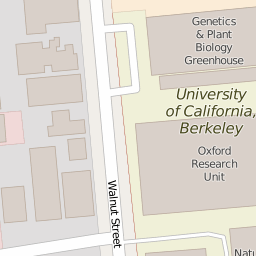 Genetics
& Plant
Biology
Greenhouse
University
of California,
Berkeley
Oxford
Research
Unit
Walnut Street